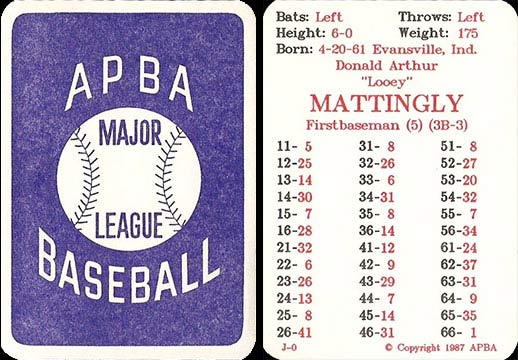 APBA
MAJOR
LEAGUE
BASEBALL
Bats: Left Throws: Left
Height: 6-0 Weight: 175
Born: 4-20-61 Evansville, Ind.
Donald Arthur
"Looey"
MATTINGLY
Firstbaseman (5) (3B-3)
11- 5 31- 8 51- 8
12-25 32-26 52-27
13-14 33- 6 53-20
14-30 34-31 54-32
15- 7 35- 8 55- 7
16-28 36-14 56-34
21-32 41-12 61-24
22- 6 42- 9 62-37
23-26 43-29 63-31
24-13 44- 7 64- 9
25- 8 45-14 65-35
26-41 46-31 66- 1
J-0 © Copyright 1987 APBA